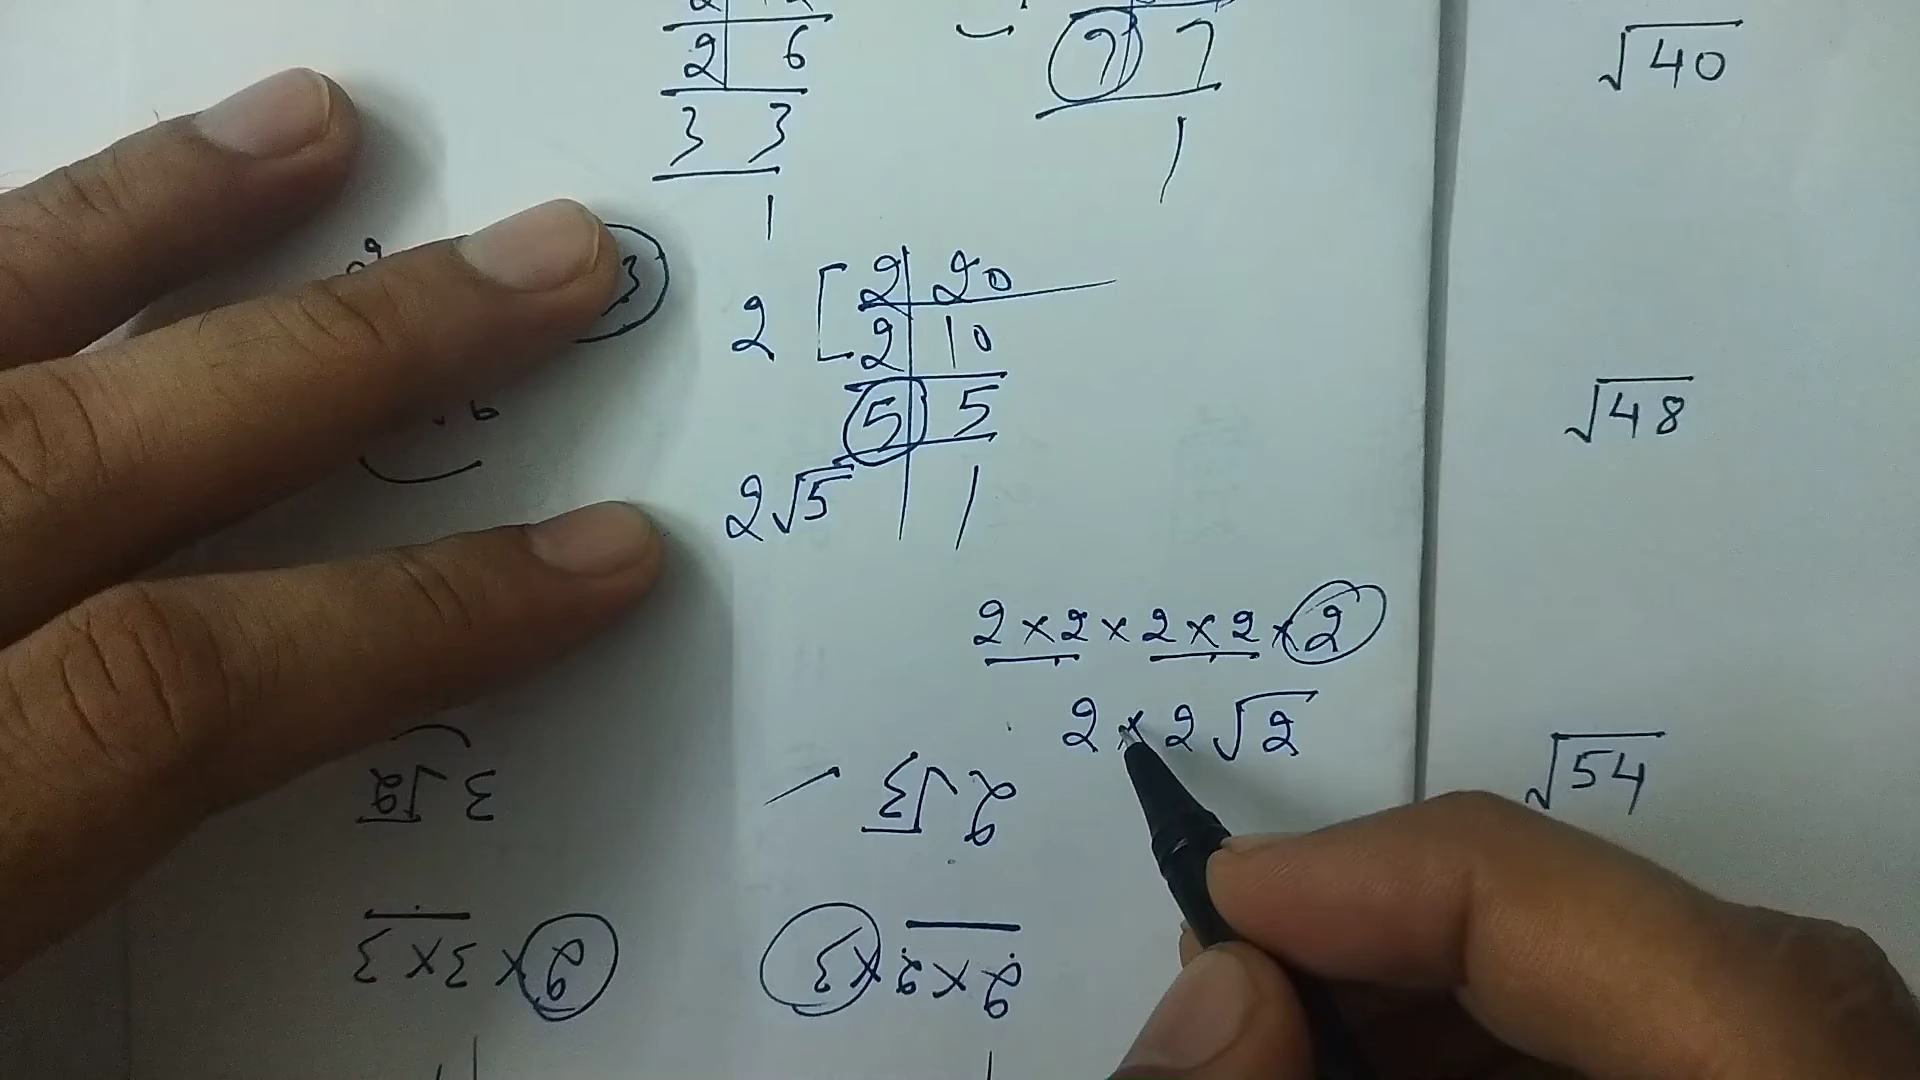 2 6
3 3
1
7 7
1
2 2 20
2 10
5 5
2√5 1
3
2 × 2 × 2 × 2 × 2
2 × 2 √2
3√2
2√3
3 × 3 × 2
2 × 2 × 3
√40
√48
√54